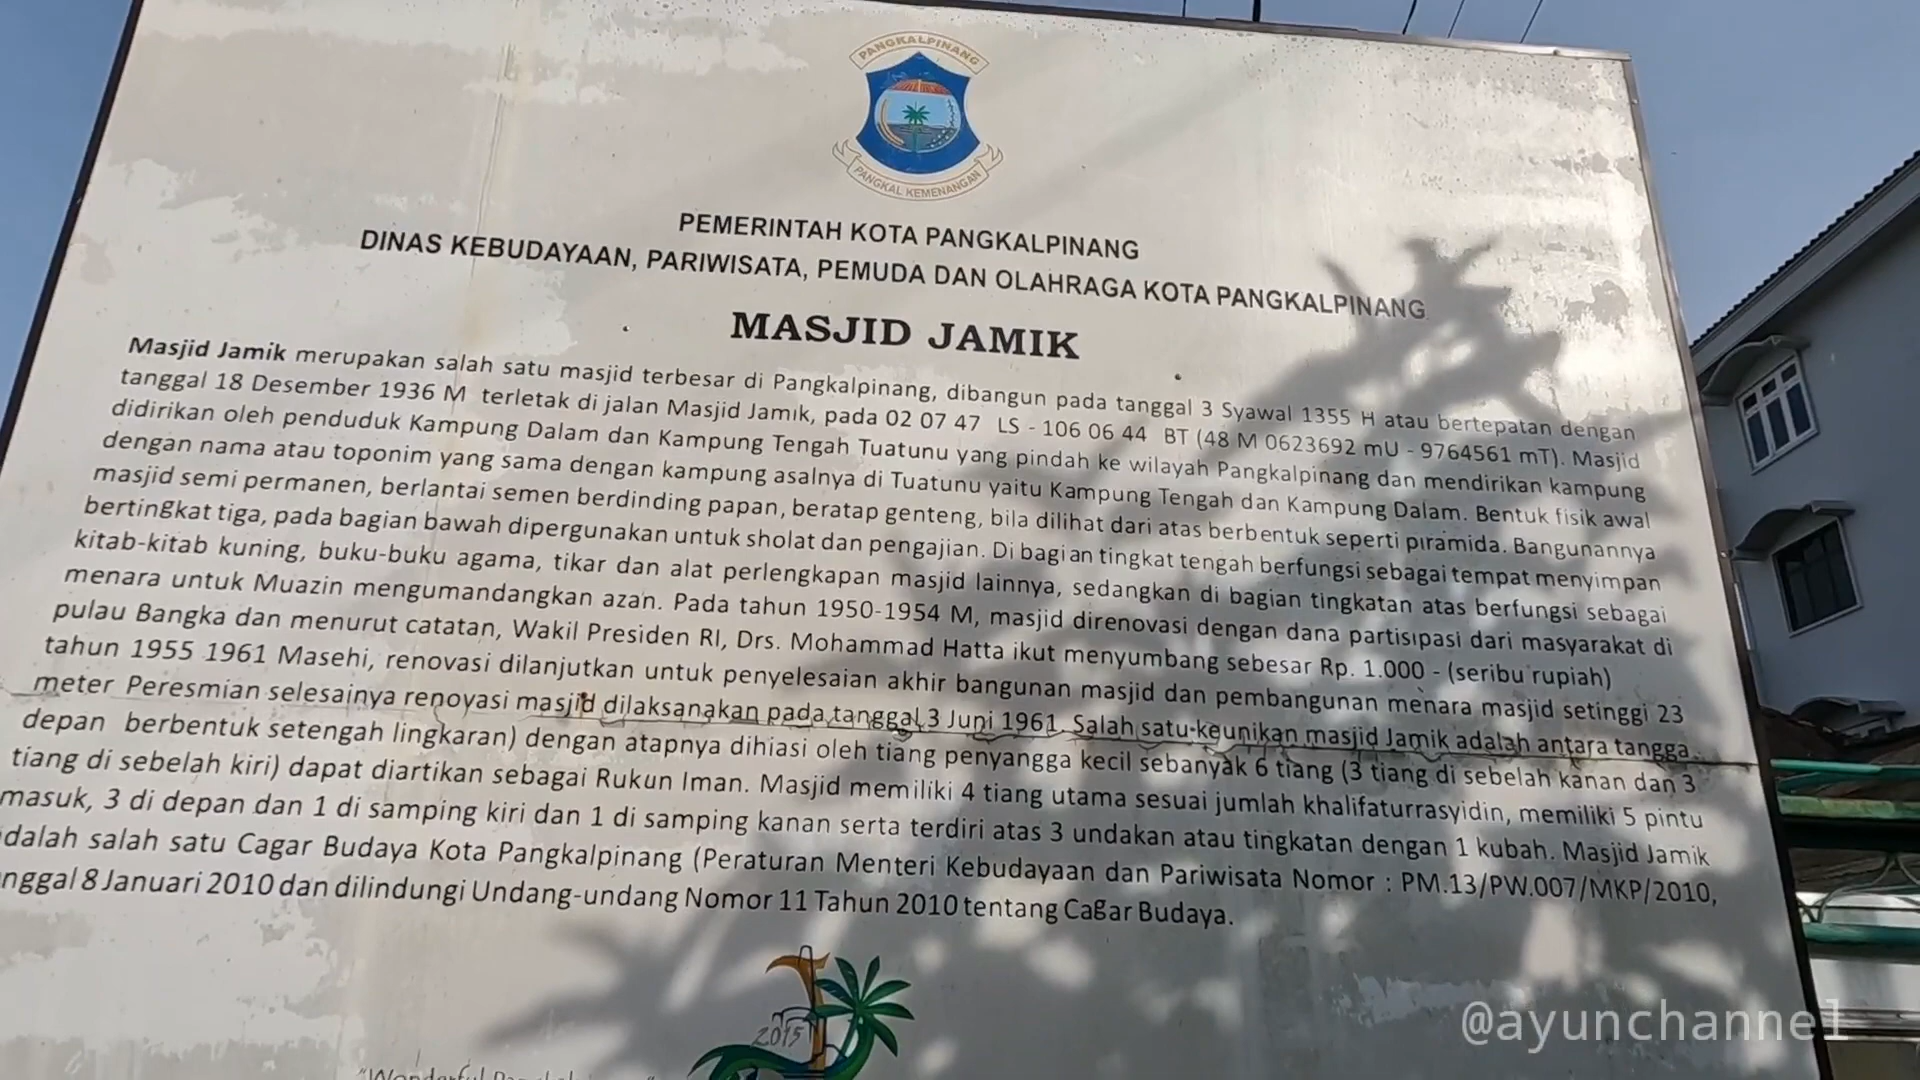 PANGKALPINANG
PANGKAL KEMENANGAN
PEMERINTAH KOTA PANGKALPINANG
DINAS KEBUDAYAAN, PARIWISATA, PEMUDA DAN OLAHRAGA KOTA PANGKALPINANG
MASJID JAMIK
Masjid Jamik merupakan salah satu masjid terbesar di Pangkalpinang, dibangun pada tanggal 3 Syawal 1355 H atau bertepatan dengan
tanggal 18 Desember 1936 M terletak di jalan Masjid Jamik, pada 02 07 47 LS - 106 06 44 BT (48 M 0623692 mU - 9764561 mT). Masjid
didirikan oleh penduduk Kampung Dalam dan Kampung Tengah Tuatunu yang pindah ke wilayah Pangkalpinang dan mendirikan kampung
dengan nama atau toponim yang sama dengan kampung asalnya di Tuatunu yaitu Kampung Tengah dan Kampung Dalam. Bentuk fisik awal
masjid semi permanen, berlantai semen berdinding papan, beratap genteng, bila dilihat dari atas berbentuk seperti piramida. Bangunannya
bertingkat tiga, pada bagian bawah dipergunakan untuk sholat dan pengajian. Di bagian tingkat tengah berfungsi sebagai tempat menyimpan
kitab-kitab kuning, buku-buku agama, tikar dan alat perlengkapan masjid lainnya, sedangkan di bagian tingkatan atas berfungsi sebagai
menara untuk Muazin mengumandangkan azan. Pada tahun 1950-1954 M, masjid direnovasi dengan dana partisipasi dari masyarakat di
pulau Bangka dan menurut catatan, Wakil Presiden RI, Drs. Mohammad Hatta ikut menyumbang sebesar Rp. 1.000 - (seribu rupiah)
tahun 1955 1961 Masehi, renovasi dilanjutkan untuk penyelesaian akhir bangunan masjid dan pembangunan menara masjid setinggi 23
meter Peresmian selesainya renovasi masjid dilaksanakan pada tanggal 3 Juni 1961. Salah satu keunikan masjid Jamik adalah antara tangga
depan berbentuk setengah lingkaran) dengan atapnya dihiasi oleh tiang penyangga kecil sebanyak 6 tiang (3 tiang di sebelah kanan dan 3
tiang di sebelah kiri) dapat diartikan sebagai Rukun Iman. Masjid memiliki 4 tiang utama sesuai jumlah khalifaturrasyidin, memiliki 5 pintu
masuk, 3 di depan dan 1 di samping kiri dan 1 di samping kanan serta terdiri atas 3 undakan atau tingkatan dengan 1 kubah. Masjid Jamik
dalah salah satu Cagar Budaya Kota Pangkalpinang (Peraturan Menteri Kebudayaan dan Pariwisata Nomor : PM.13/PW.007/MKP/2010,
nggal 8 Januari 2010 dan dilindungi Undang-undang Nomor 11 Tahun 2010 tentang Cagar Budaya.
2015
@ayunchannel